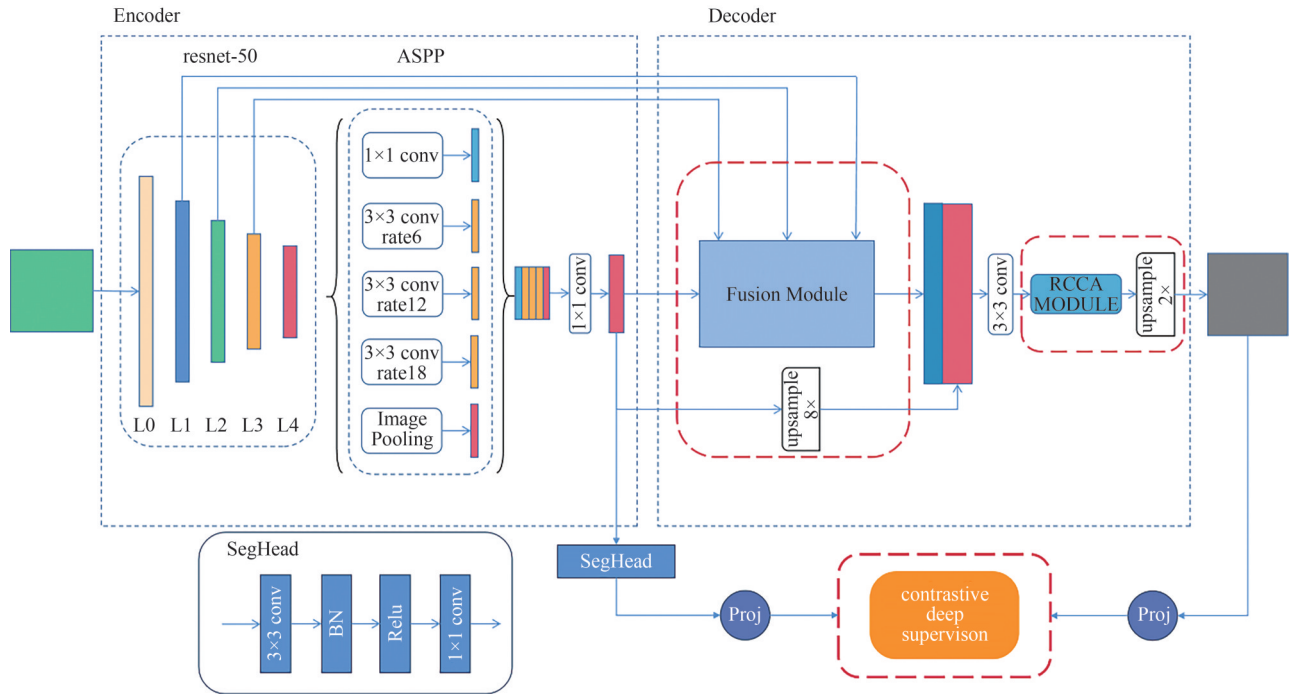 Encoder
Decoder
resnet-50
ASPP
1×1 conv
3×3 conv
rate6
3×3 conv
rate12
3×3 conv
rate18
Image
Pooling
L0
L1
L2
L3
L4
1×1 conv
Fusion Module
upsample
8×
3×3 conv
RCCA
MODULE
upsample
2×
SegHead
3×3 conv
BN
Relu
1×1 conv
SegHead
Proj
contrastive
deep
supervison
Proj